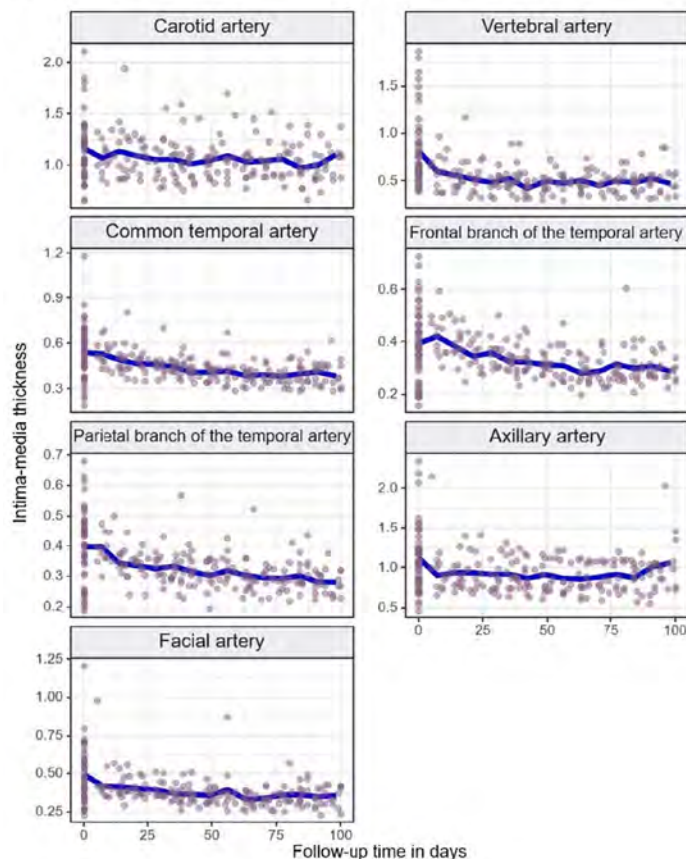 Carotid artery
Vertebral artery
2.0
1.5
1.0
1.5
1.0
0.5
Common temporal artery
Frontal branch of the temporal artery
1.2
0.9
0.6
0.3
0.6
0.4
0.2
Intima-media thickness
Parietal branch of the temporal artery
Axillary artery
0.7
0.6
0.5
0.4
0.3
0.2
2.0
1.5
1.0
0.5
0 25 50 75 100
Facial artery
1.25
1.00
0.75
0.50
0.25
0 25 50 75 100
Follow-up time in days